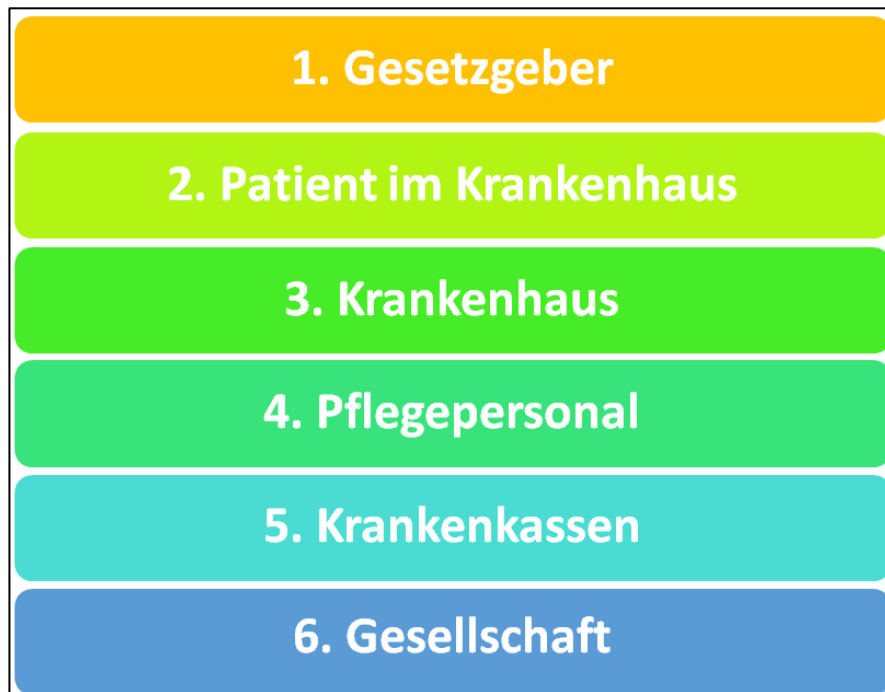 1. Gesetzgeber
2. Patient im Krankenhaus
3. Krankenhaus
4. Pflegepersonal
5. Krankenkassen
6. Gesellschaft